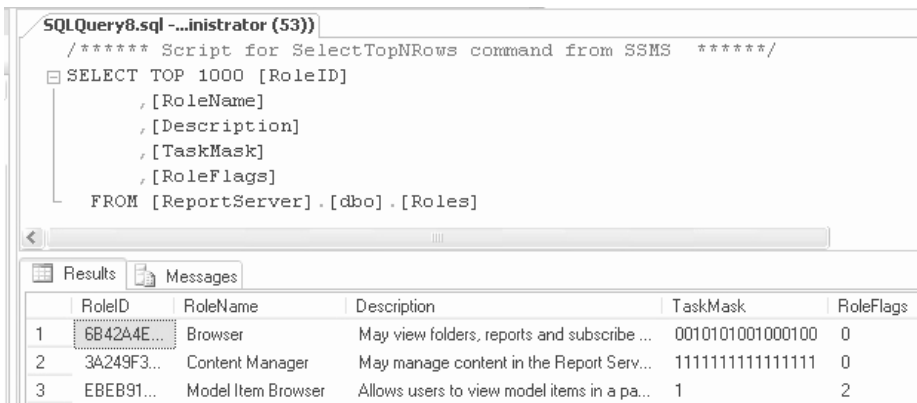 SQLQuery8.sql -...inistrator (53))
/****** Script for SelectTopNRows command from SSMS  ******/
SELECT TOP 1000 [RoleID]
,[RoleName]
,[Description]
,[TaskMask]
,[RoleFlags]
FROM [ReportServer].[dbo].[Roles]
Results Messages
RoleID RoleName Description TaskMask RoleFlags
1 6B42A4E... Browser May view folders, reports and subscribe ... 0010101001000100 0
2 3A249F3... Content Manager May manage content in the Report Serv... 1111111111111111 0
3 EBEB91... Model Item Browser Allows users to view model items in a pa... 1 2